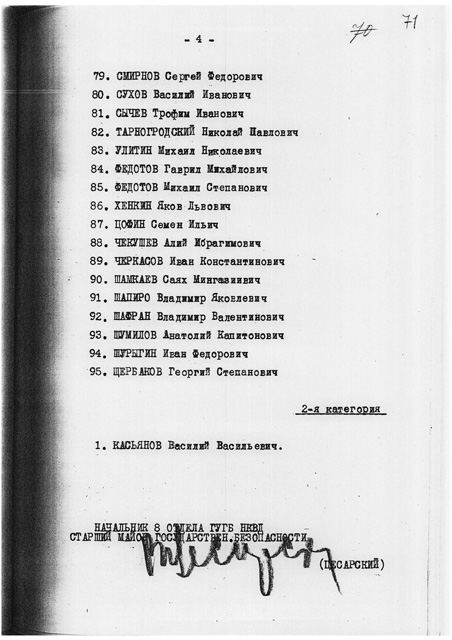 71
70
- 4 -
79. СМИРНОВ Сергей Федорович
80. СУХОВ Василий Иванович
81. СЫЧЕВ Трофим Иванович
82. ТАРНОГРОДСКИЙ Николай Павлович
83. УЛИТИН Михаил Николаевич
84. ФЕДОТОВ Гаврил Михайлович
85. ФЕДОТОВ Михаил Степанович
86. ХЕНКИН Яков Львович
87. ЦОФИН Семен Ильич
88. ЧЕКУШЕВ Алий Ибрагимович
89. ЧЕРКАСОВ Иван Константинович
90. ШАМКАЕВ Саях Мингазиивич
91. ШАПИРО Владимир Яковлевич
92. ШАФРАН Владимир Валентинович
93. ШУМИЛОВ Анатолий Капитонович
94. ШУРЫГИН Иван Федорович
95. ЩЕРБАКОВ Георгий Степанович
2-я категория
1. КАСЬЯНОВ Василий Васильевич.
НАЧАЛЬНИК 8 ОТДЕЛА ГУГБ НКВД
СТАРШИЙ МАЙОР ГОСУДАРСТВЕН.БЕЗОПАСНОСТИ
(ЦЕСАРСКИЙ)